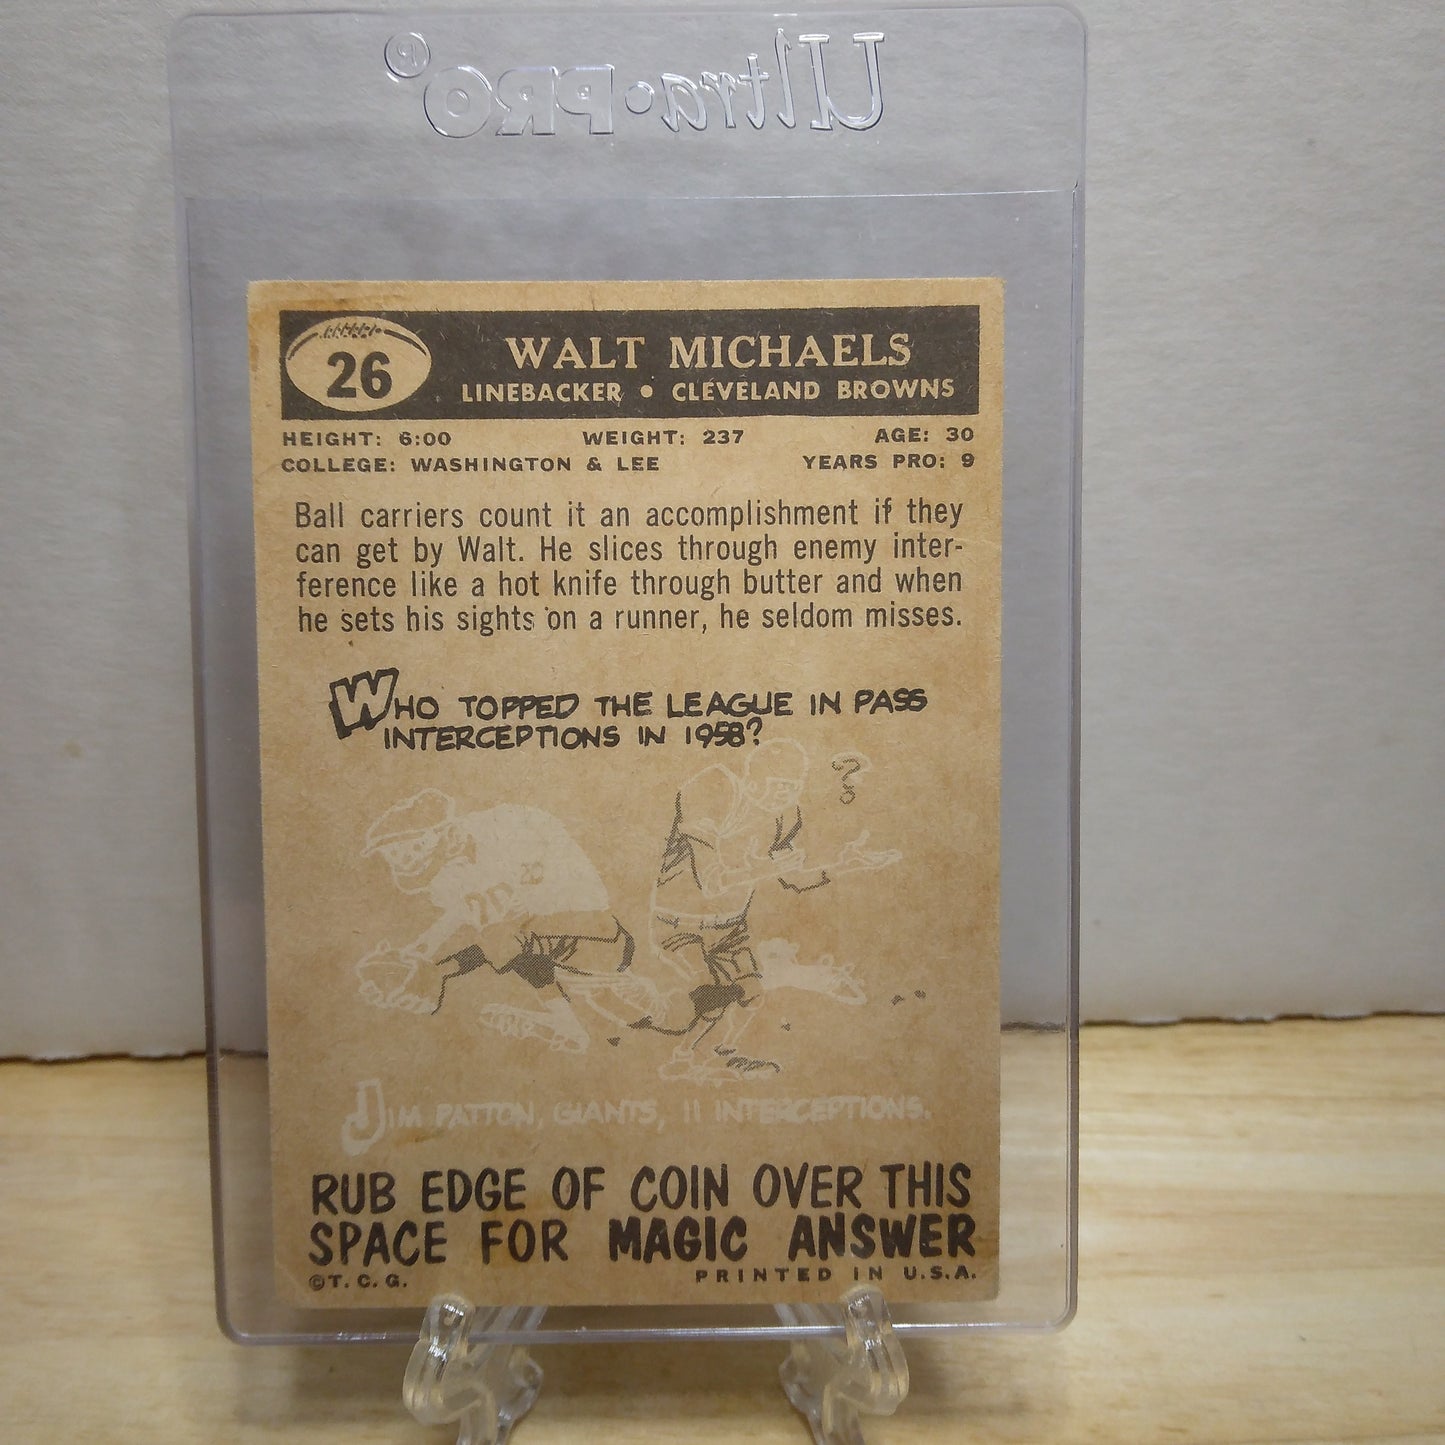 Ultra•PRO®
26
WALT MICHAELS
LINEBACKER • CLEVELAND BROWNS
HEIGHT: 6:00 WEIGHT: 237 AGE: 30
COLLEGE: WASHINGTON & LEE YEARS PRO: 9
Ball carriers count it an accomplishment if they
can get by Walt. He slices through enemy inter-
ference like a hot knife through butter and when
he sets his sights on a runner, he seldom misses.
WHO TOPPED THE LEAGUE IN PASS
INTERCEPTIONS IN 1958?
?
20
JIM PATTON, GIANTS, 11 INTERCEPTIONS.
RUB EDGE OF COIN OVER THIS
SPACE FOR MAGIC ANSWER
©T. C. G. PRINTED IN U.S.A.